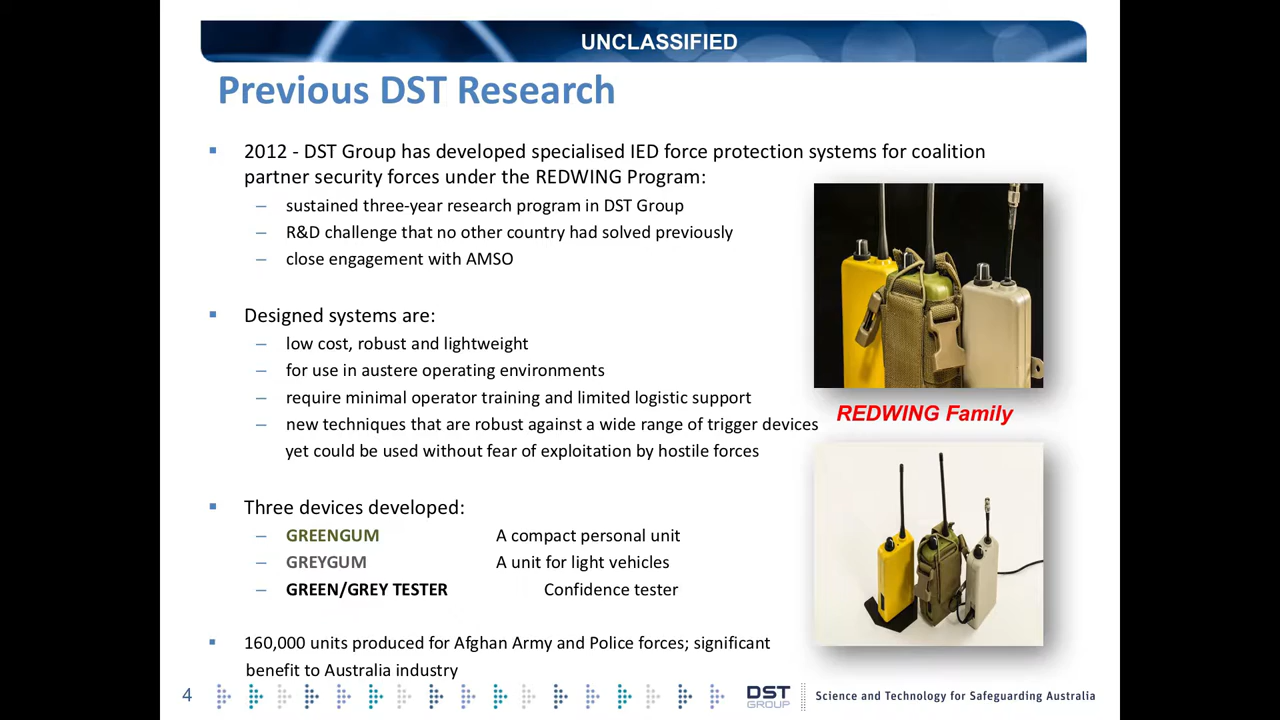 UNCLASSIFIED
Previous DST Research
2012 - DST Group has developed specialised IED force protection systems for coalition
partner security forces under the REDWING Program:
– sustained three-year research program in DST Group
– R&D challenge that no other country had solved previously
– close engagement with AMSO
Designed systems are:
– low cost, robust and lightweight
– for use in austere operating environments
– require minimal operator training and limited logistic support
– new techniques that are robust against a wide range of trigger devices
yet could be used without fear of exploitation by hostile forces
Three devices developed:
– GREENGUM A compact personal unit
– GREYGUM A unit for light vehicles
– GREEN/GREY TESTER Confidence tester
160,000 units produced for Afghan Army and Police forces; significant
benefit to Australia industry
REDWING Family
4
DST
GROUP
Science and Technology for Safeguarding Australia